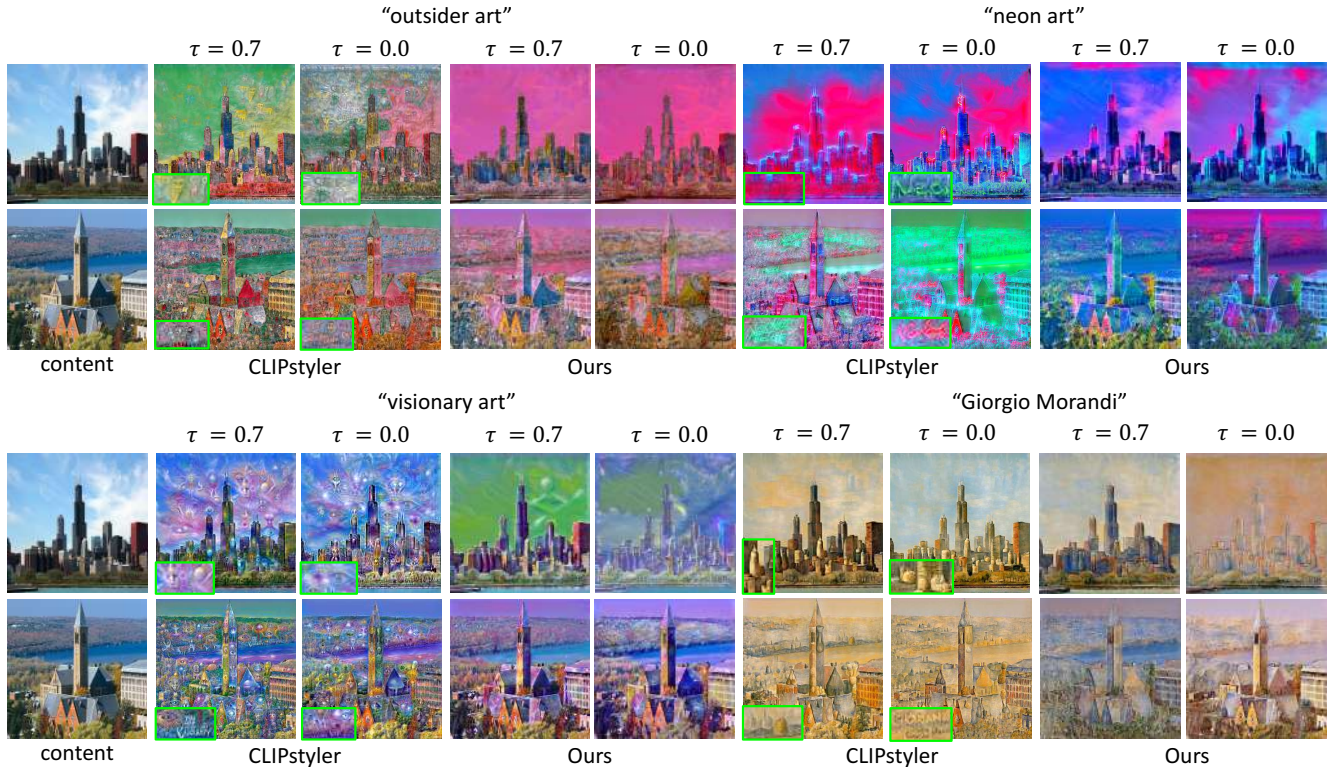 “outsider art” “neon art”
τ = 0.7 τ = 0.0 τ = 0.7 τ = 0.0 τ = 0.7 τ = 0.0 τ = 0.7 τ = 0.0
content CLIPstyler Ours CLIPstyler Ours
“visionary art” “Giorgio Morandi”
τ = 0.7 τ = 0.0 τ = 0.7 τ = 0.0 τ = 0.7 τ = 0.0 τ = 0.7 τ = 0.0
content CLIPstyler Ours CLIPstyler Ours